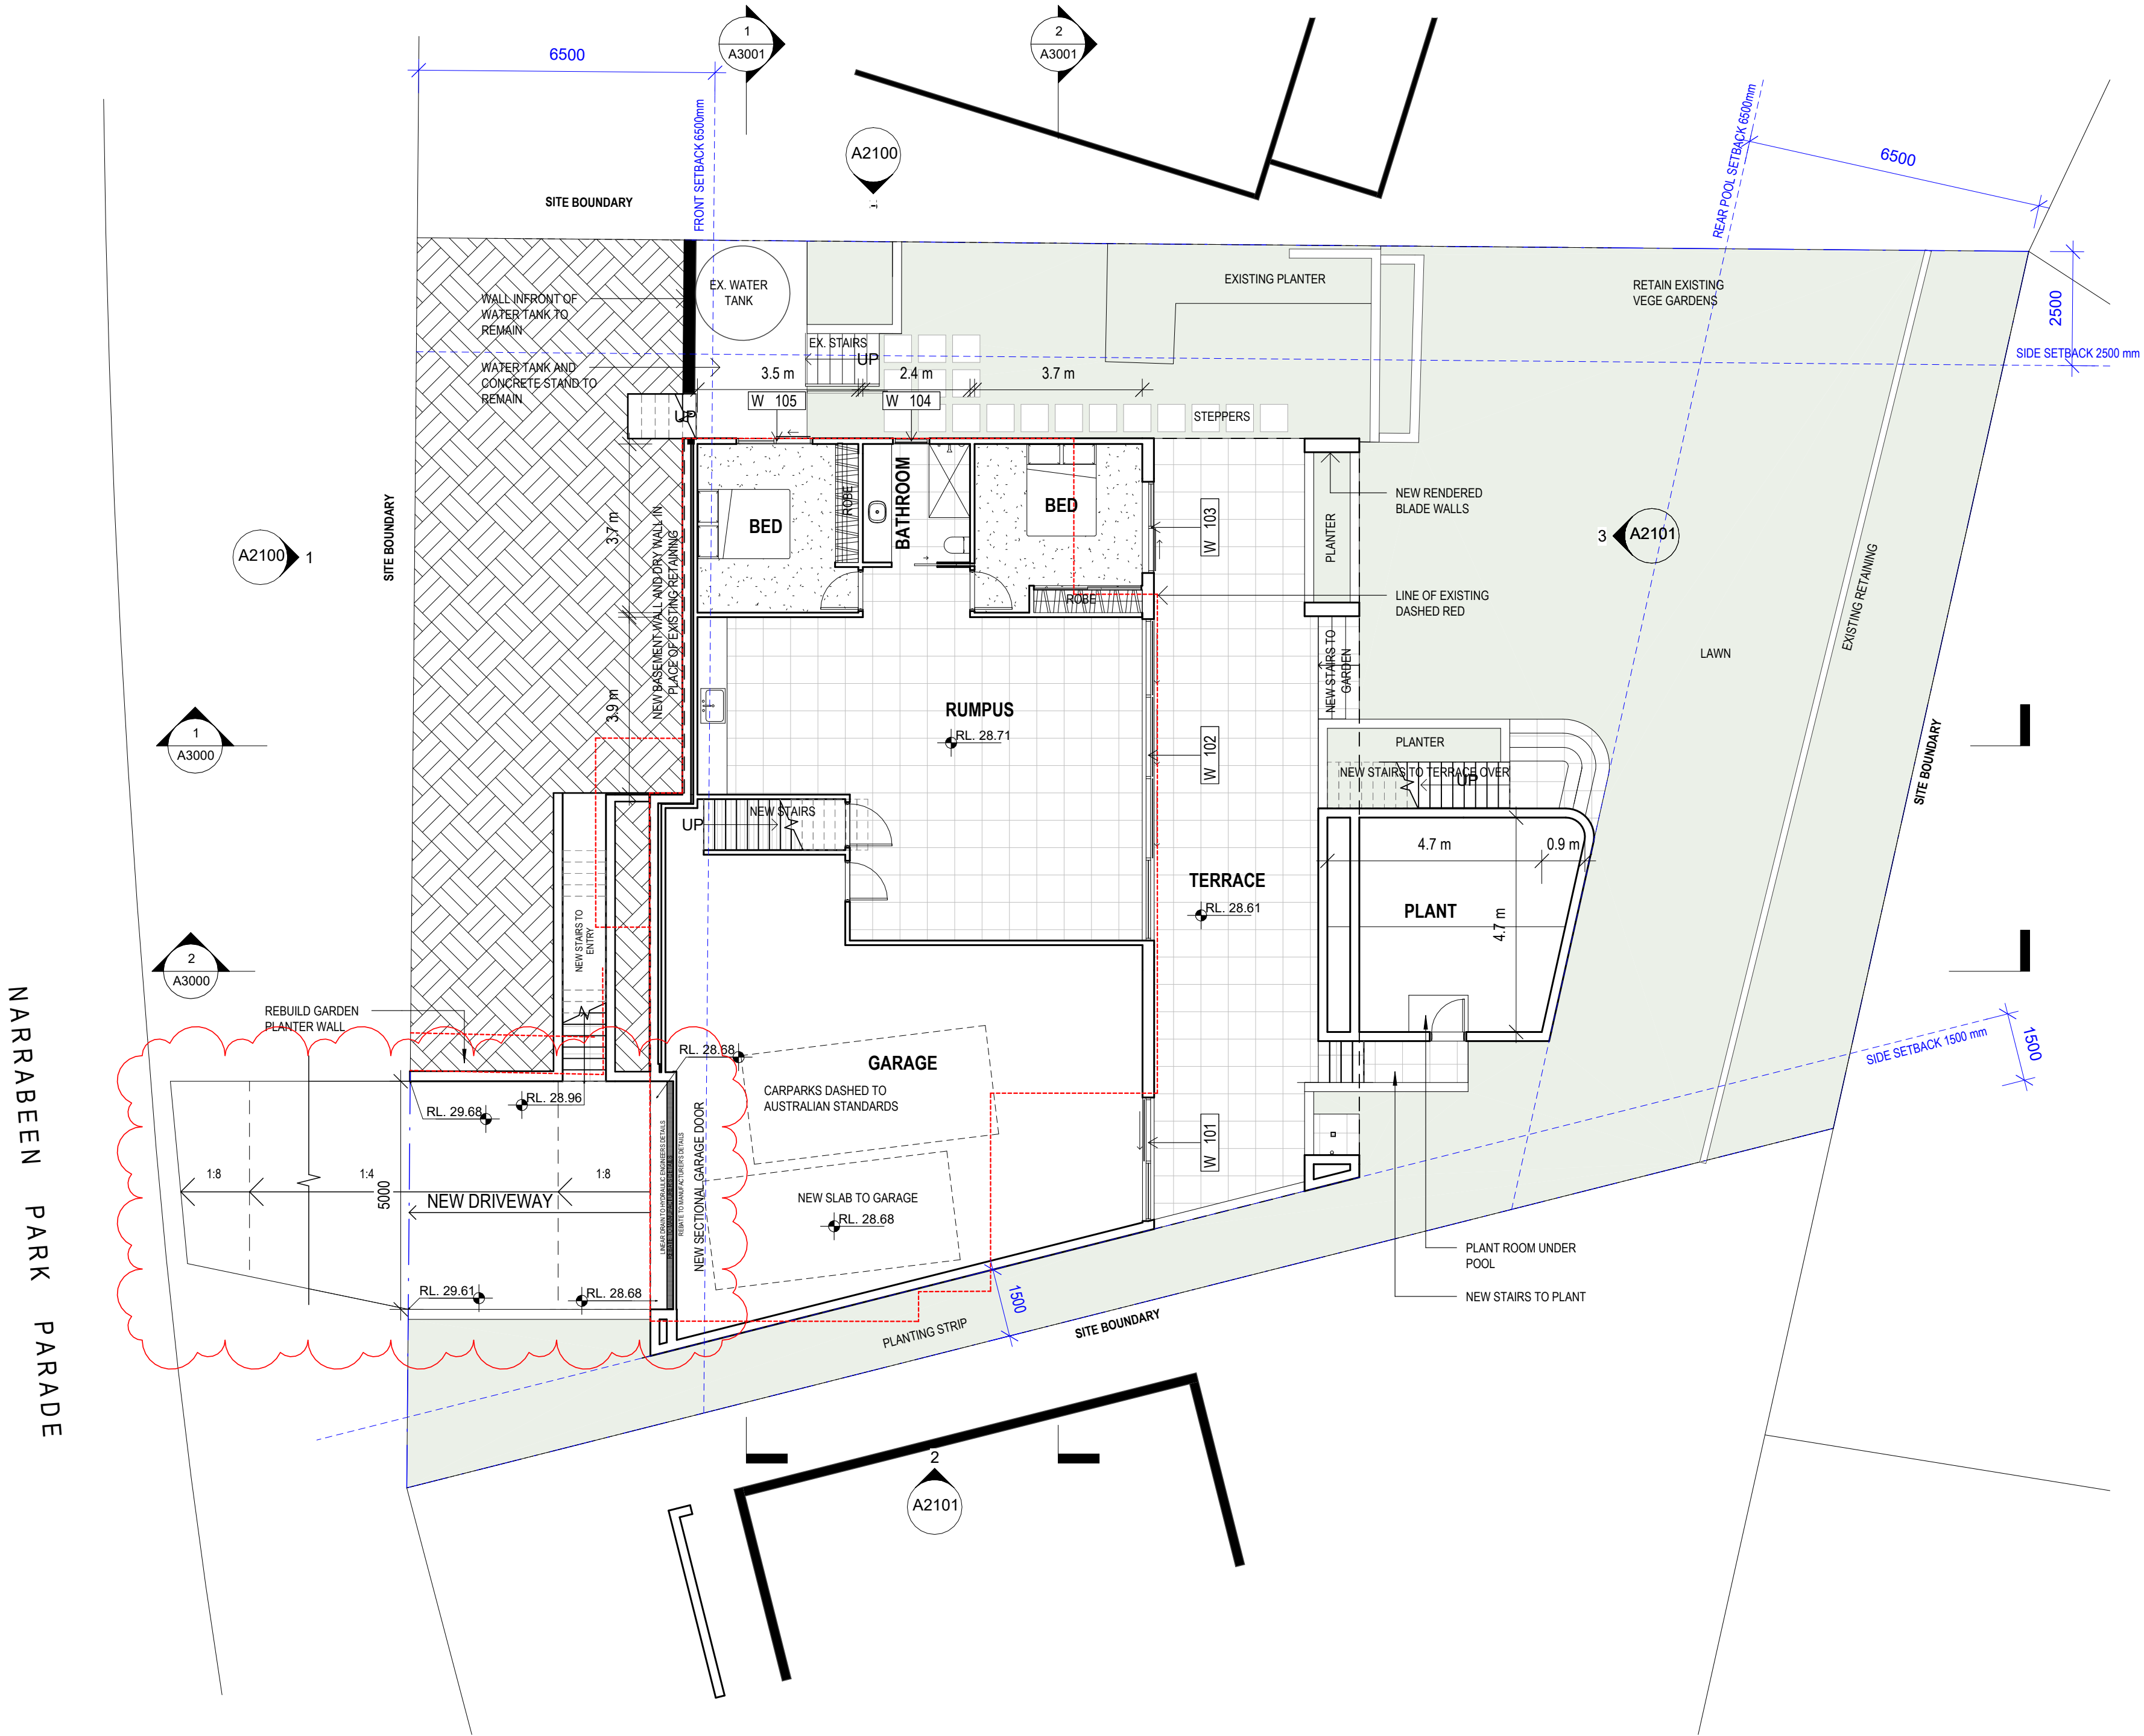 1
A3001
2
A3001
6500
FRONT SETBACK 6500mm
A2100
REAR POOL SETBACK 6500mm
6500
SITE BOUNDARY
WALL INFRONT OF
WATER TANK TO
REMAIN
EX. WATER
TANK
EXISTING PLANTER
RETAIN EXISTING
VEGE GARDENS
2500
SIDE SETBACK 2500 mm
EX. STAIRS
UP
WATER TANK AND
CONCRETE STAND TO
REMAIN
3.5 m
2.4 m
3.7 m
W 105
W 104
UP
STEPPERS
BED
ROBE
BATHROOM
BED
ROBE
W 103
PLANTER
NEW RENDERED
BLADE WALLS
3
A2101
A2100
1
SITE BOUNDARY
3.7 m
NEW BASEMENT WALL AND DRY WALL IN
PLACE OF EXISTING RETAINING
LINE OF EXISTING
DASHED RED
EXISTING RETAINING
LAWN
NEW STAIRS TO
GARDEN
3.9 m
RUMPUS
RL. 28.71
W 102
PLANTER
NEW STAIRS TO TERRACE OVER
UP
SITE BOUNDARY
1
A3000
NEW STAIRS
UP
4.7 m
0.9 m
TERRACE
RL. 28.61
PLANT
4.7 m
NEW STAIRS TO
ENTRY
2
A3000
REBUILD GARDEN
PLANTER WALL
NARRABEEN PARK PARADE
RL. 28.68
GARAGE
CARPARKS DASHED TO
AUSTRALIAN STANDARDS
RL. 28.96
RL. 29.68
SIDE SETBACK 1500 mm
1500
W 101
1:8
1:4
1:8
5000
NEW DRIVEWAY
LINEAR DRAIN TO HYDRAULIC ENGINEERS DETAILS
REBATE TO MANUFACTURER'S DETAILS
NEW SECTIONAL GARAGE DOOR
NEW SLAB TO GARAGE
RL. 28.68
PLANT ROOM UNDER
POOL
NEW STAIRS TO PLANT
RL. 29.61
RL. 28.68
1500
PLANTING STRIP
SITE BOUNDARY
2
A2101